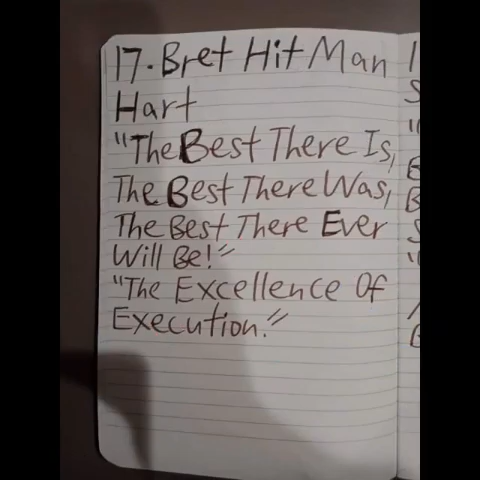 17. Bret Hit Man
Hart
"The Best There Is,
The Best There Was,
The Best There Ever
Will Be!"
"The Excellence Of
Execution."